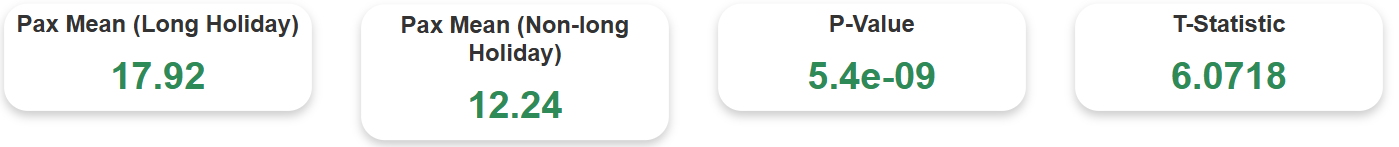 Pax Mean (Long Holiday)
17.92
Pax Mean (Non-long
Holiday)
12.24
P-Value
5.4e-09
T-Statistic
6.0718